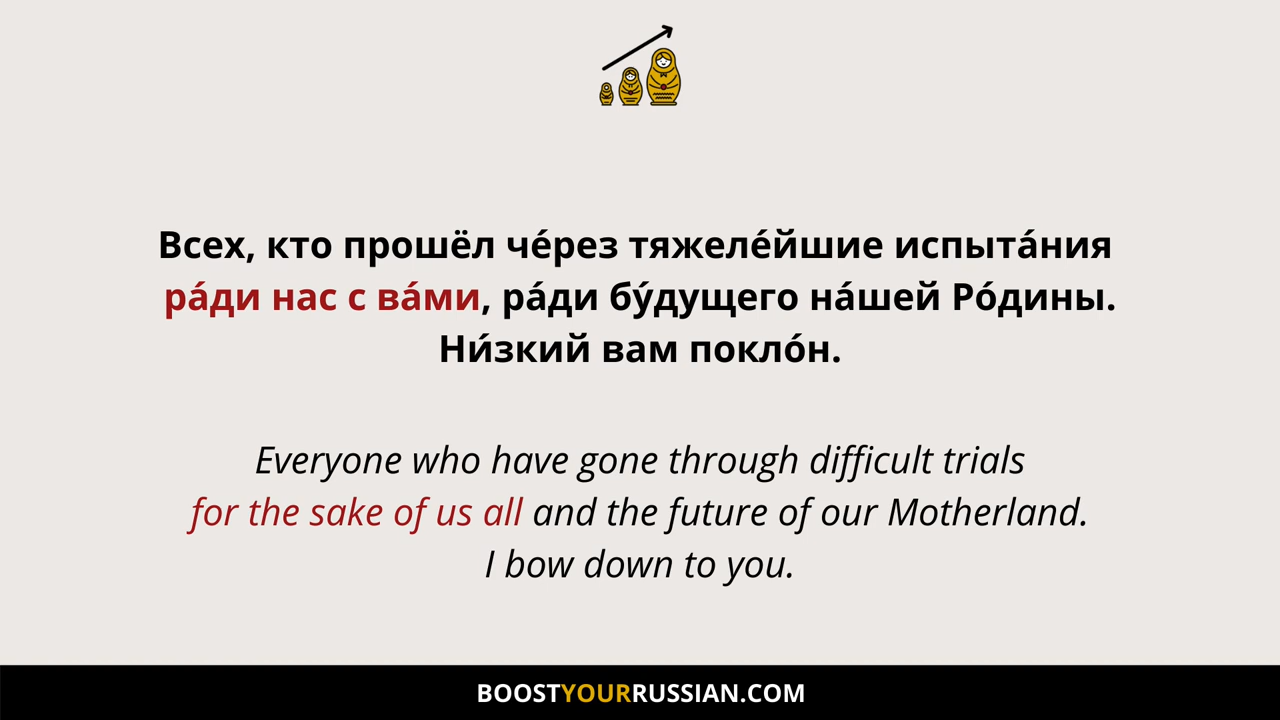 Всех, кто прошёл че́рез тяжеле́йшие испыта́ния
ра́ди нас с ва́ми, ра́ди бу́дущего на́шей Ро́дины.
Ни́зкий вам покло́н.
Everyone who have gone through difficult trials
for the sake of us all and the future of our Motherland.
I bow down to you.
BOOSTYOURRUSSIAN.COM